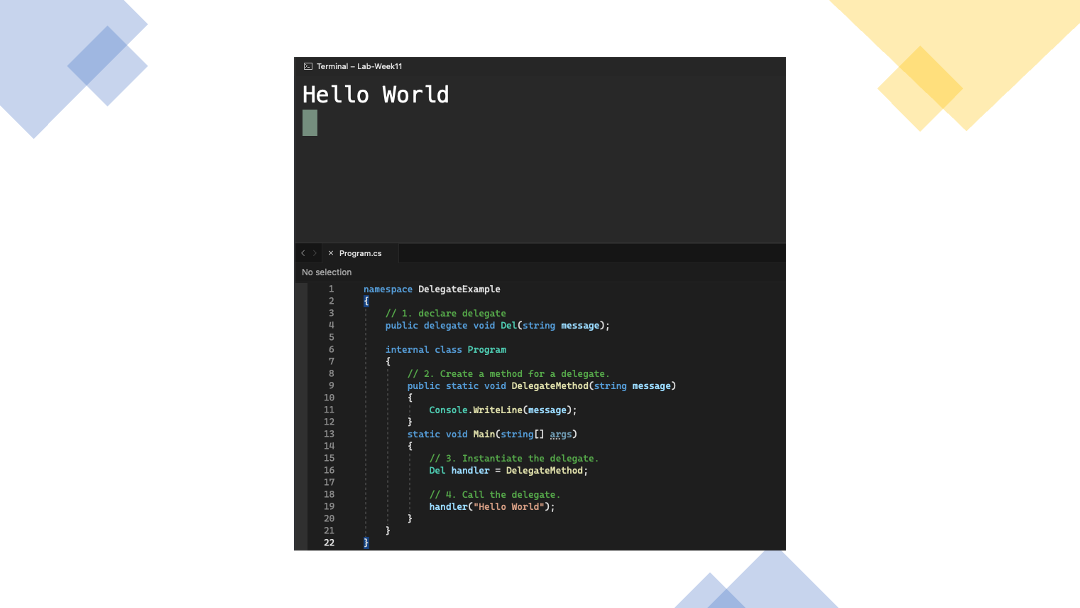 Terminal – Lab-Week11
Hello World
Program.cs
No selection
1 namespace DelegateExample
2 {
3 // 1. declare delegate
4 public delegate void Del(string message);
5
6 internal class Program
7 {
8 // 2. Create a method for a delegate.
9 public static void DelegateMethod(string message)
10 {
11 Console.WriteLine(message);
12 }
13 static void Main(string[] args)
14 {
15 // 3. Instantiate the delegate.
16 Del handler = DelegateMethod;
17
18 // 4. Call the delegate.
19 handler("Hello World");
20 }
21 }
22 }